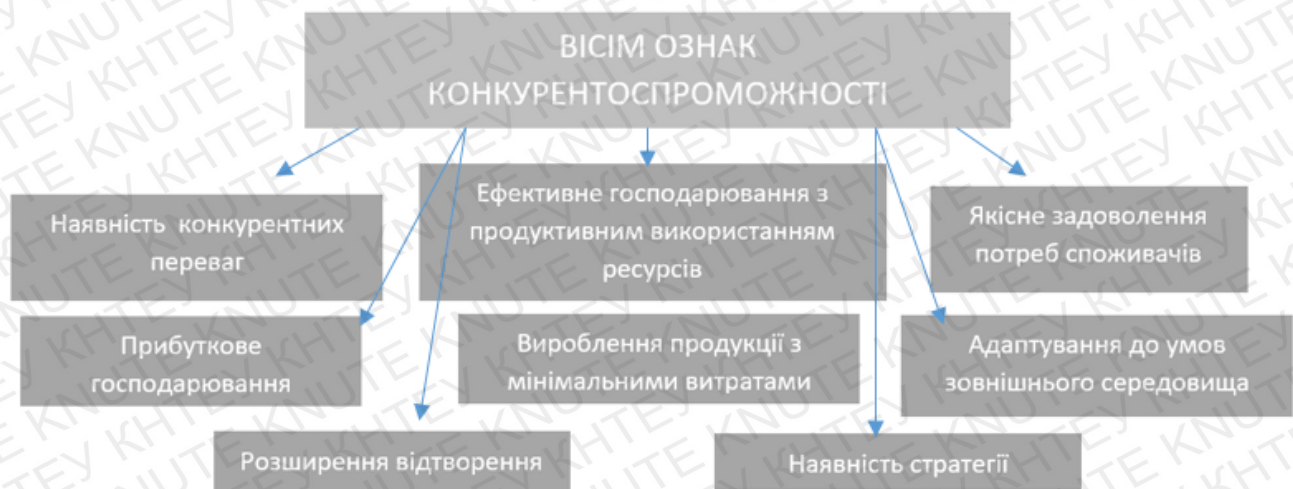 ВІСІМ ОЗНАК
КОНКУРЕНТОСПРОМОЖНОСТІ
Наявність конкурентних
переваг
Ефективне господарювання з
продуктивним використанням
ресурсів
Якісне задоволення
потреб споживачів
Прибуткове
господарювання
Вироблення продукції з
мінімальними витратами
Адаптування до умов
зовнішнього середовища
Розширення відтворення
Наявність стратегії